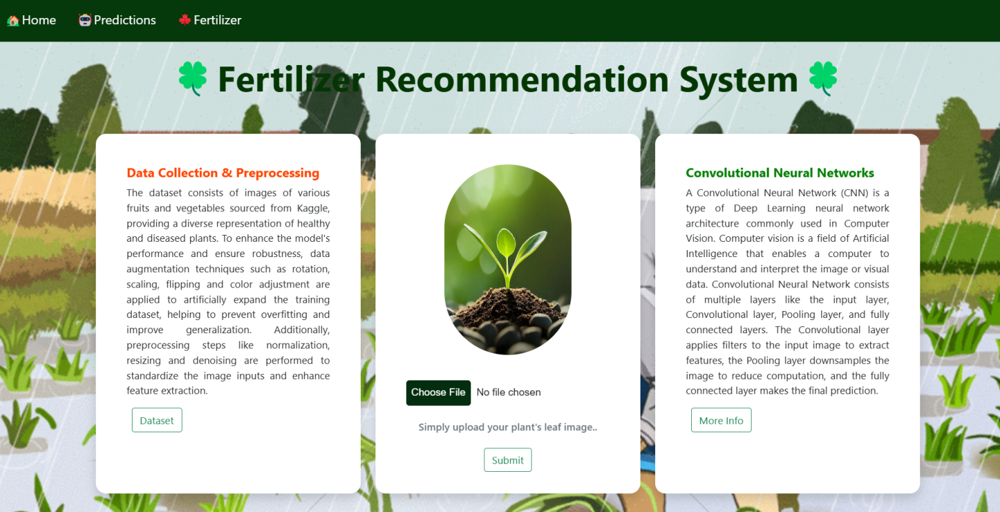 Home Predictions Fertilizer
Fertilizer Recommendation System
Data Collection & Preprocessing
The dataset consists of images of various
fruits and vegetables sourced from Kaggle,
providing a diverse representation of healthy
and diseased plants. To enhance the model's
performance and ensure robustness, data
augmentation techniques such as rotation,
scaling, flipping and color adjustment are
applied to artificially expand the training
dataset, helping to prevent overfitting and
improve generalization. Additionally,
preprocessing steps like normalization,
resizing and denoising are performed to
standardize the image inputs and enhance
feature extraction.
Dataset
Choose File No file chosen
Simply upload your plant's leaf image..
Submit
Convolutional Neural Networks
A Convolutional Neural Network (CNN) is a
type of Deep Learning neural network
architecture commonly used in Computer
Vision. Computer vision is a field of Artificial
Intelligence that enables a computer to
understand and interpret the image or visual
data. Convolutional Neural Network consists
of multiple layers like the input layer,
Convolutional layer, Pooling layer, and fully
connected layers. The Convolutional layer
applies filters to the input image to extract
features, the Pooling layer downsamples the
image to reduce computation, and the fully
connected layer makes the final prediction.
More Info